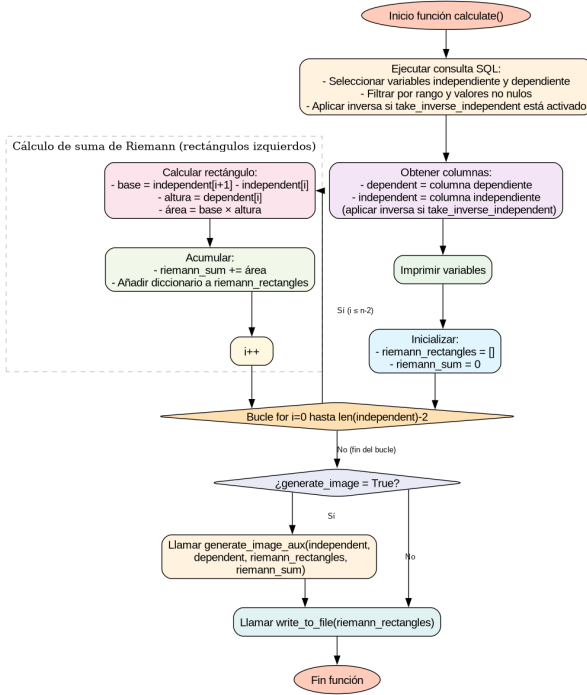 Inicio función calculate()
Ejecutar consulta SQL:
- Seleccionar variables independiente y dependiente
- Filtrar por rango y valores no nulos
- Aplicar inversa si take_inverse_independent está activado
Cálculo de suma de Riemann (rectángulos izquierdos)
Calcular rectángulo:
- base = independent[i+1] - independent[i]
- altura = dependent[i]
- área = base × altura
Obtener columnas:
- dependent = columna dependiente
- independent = columna independiente
(aplicar inversa si take_inverse_independent)
Acumular:
- riemann_sum += área
- Añadir diccionario a riemann_rectangles
Imprimir variables
Sí (i ≤ n-2)
Inicializar:
- riemann_rectangles = []
- riemann_sum = 0
i++
Bucle for i=0 hasta len(independent)-2
No (fin del bucle)
¿generate_image = True?
Sí
Llamar generate_image_aux(independent,
dependent, riemann_rectangles,
riemann_sum)
No
Llamar write_to_file(riemann_rectangles)
Fin función